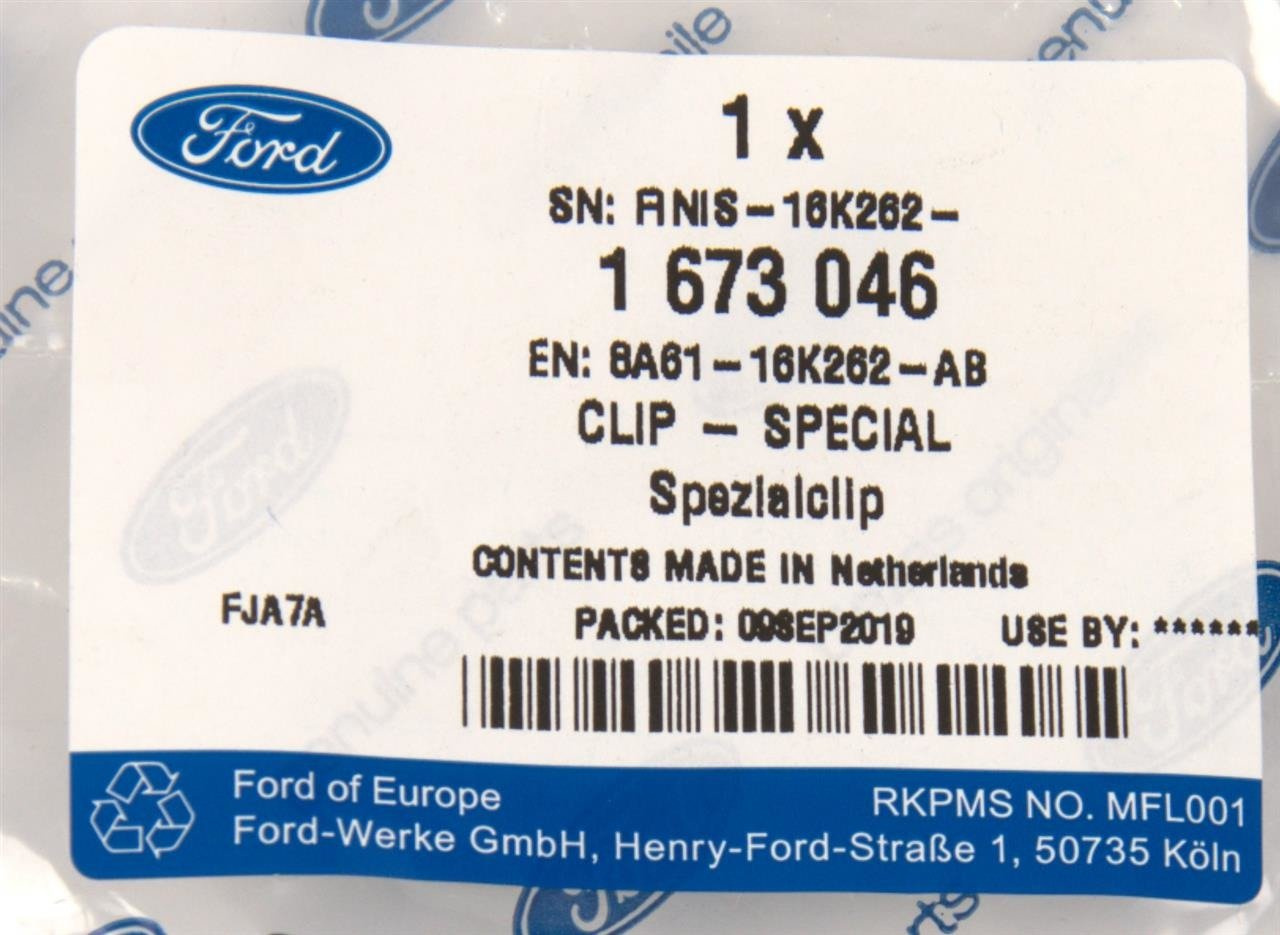 Ford
1 x
SN: FINIS-16K262-
1 673 046
EN: 8A61-16K262-AB
CLIP - SPECIAL
Spezialclip
CONTENTS MADE IN Netherlands
FJA7A
PACKED: 09SEP2019
USE BY: ******
Ford of Europe
RKPMS NO. MFL001
Ford-Werke GmbH, Henry-Ford-Straße 1, 50735 Köln